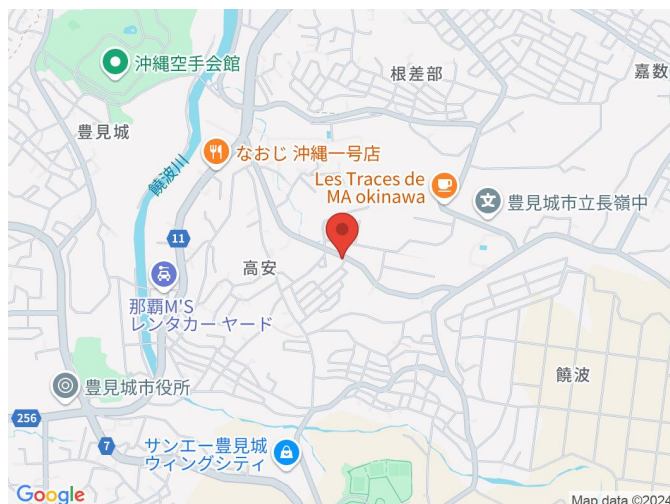 沖縄空手会館
根差部
嘉数
豊見城
饒波川
なおじ 沖縄一号店
Les Traces de
MA okinawa
豊見城市立長嶺中
11
高安
那覇M'S
レンタカー ヤード
饒波
豊見城市役所
256
7
サンエー豊見城
ウィングシティ
Google
Map data ©2024